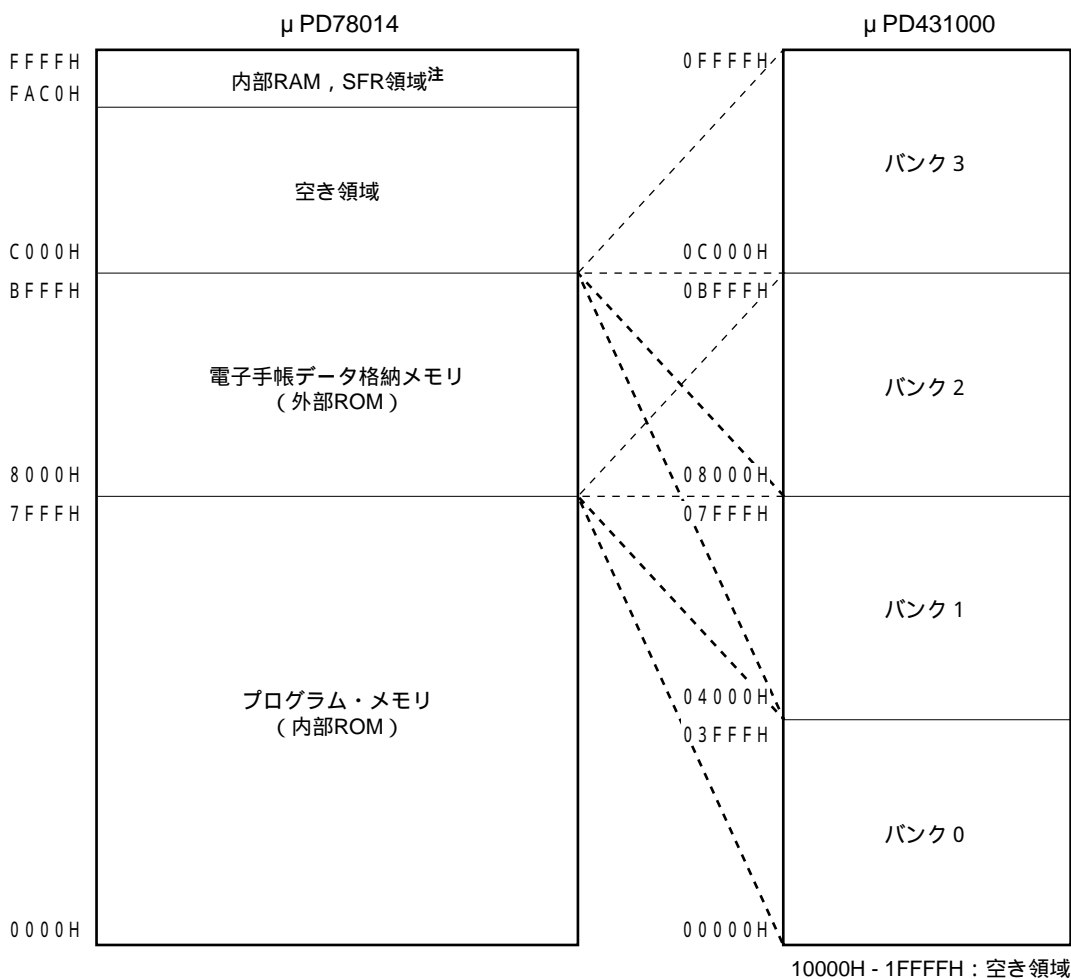 μPD78014
FFFFH
FAC0H
内部RAM，SFR領域注
空き領域
C000H
BFFFH
電子手帳データ格納メモリ
（外部ROM）
8000H
7FFFH
プログラム・メモリ
（内部ROM）
0000H
μPD431000
0FFFFH
バンク 3
0C000H
0BFFFH
バンク 2
08000H
07FFFH
バンク 1
04000H
03FFFH
バンク 0
00000H
10000H - 1FFFFH：空き領域